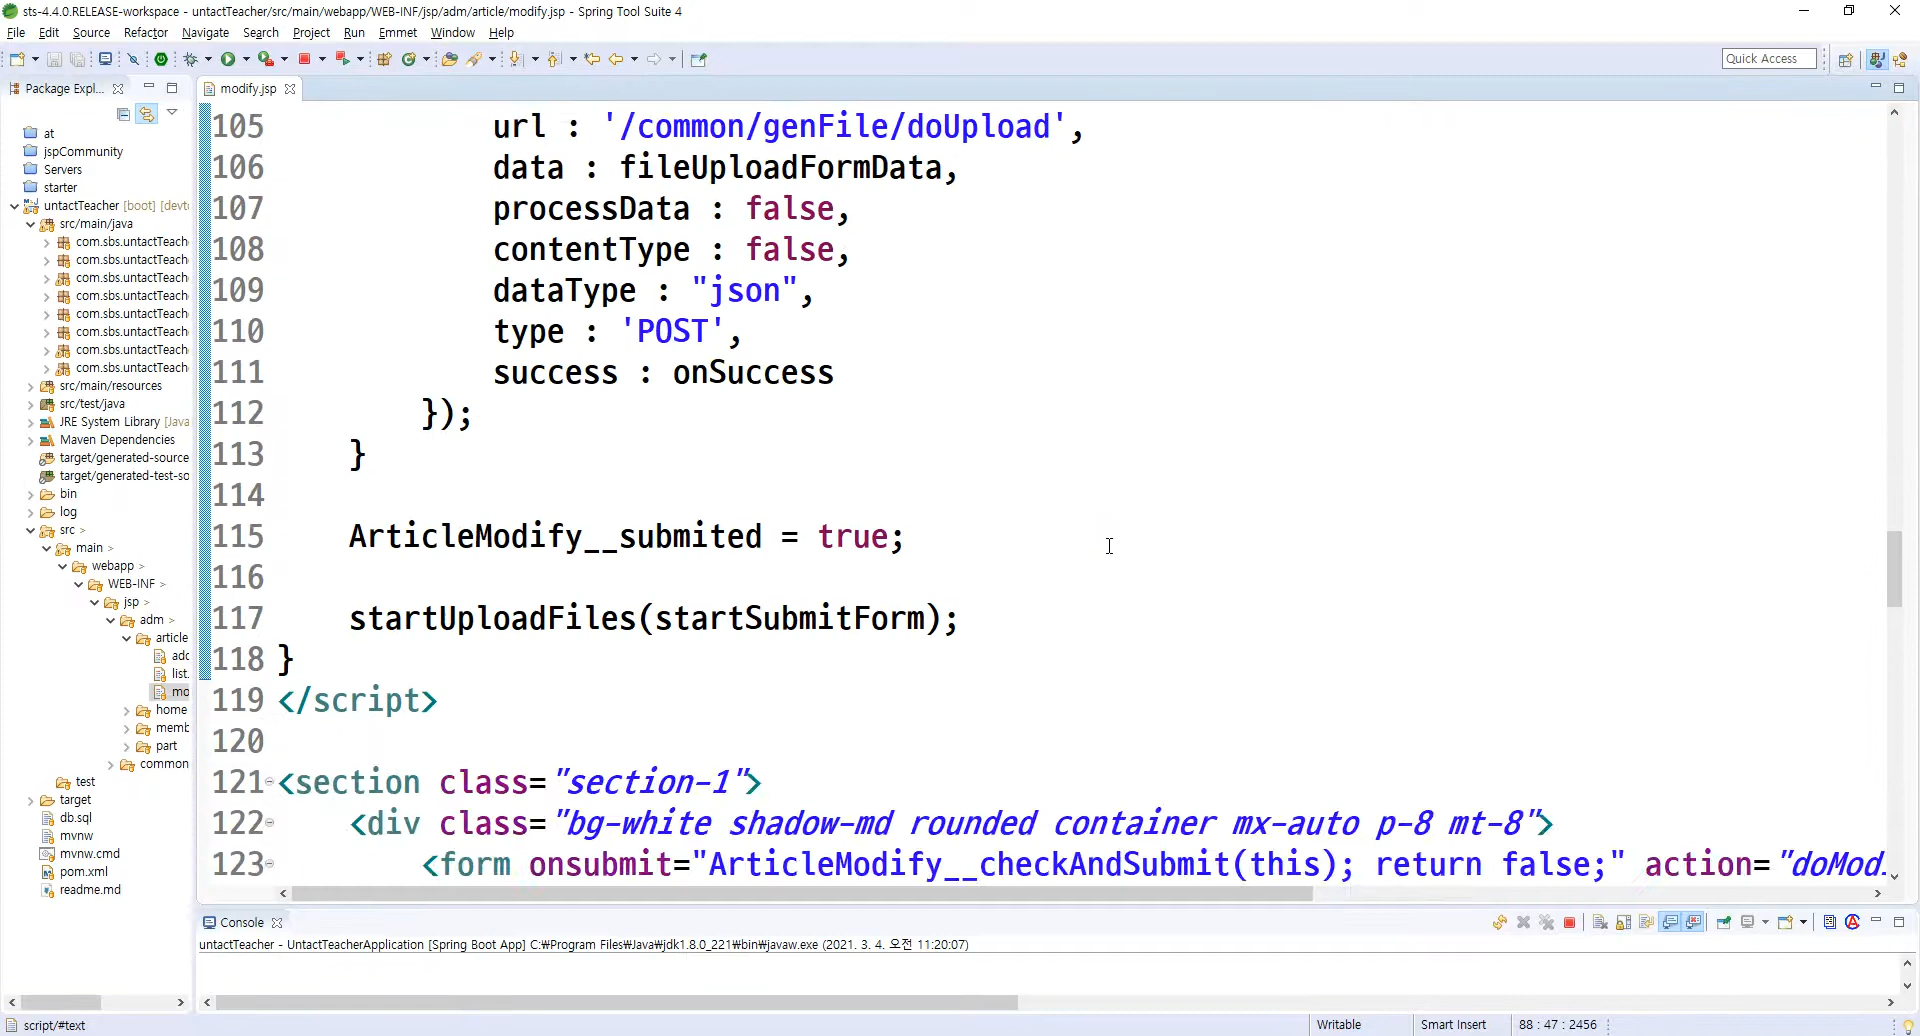 sts-4.4.0.RELEASE-workspace - untactTeacher/src/main/webapp/WEB-INF/jsp/adm/article/modify.jsp - Spring Tool Suite 4
File Edit Source Refactor Navigate Search Project Run Emmet Window Help
Quick Access
Package Expl...
modify.jsp
at
jspCommunity
Servers
starter
untactTeacher [boot] [devt
src/main/java
com.sbs.untactTeach
com.sbs.untactTeach
com.sbs.untactTeach
com.sbs.untactTeach
com.sbs.untactTeach
com.sbs.untactTeach
com.sbs.untactTeach
com.sbs.untactTeach
src/main/resources
src/test/java
JRE System Library [Java
Maven Dependencies
target/generated-source
target/generated-test-so
bin
log
src >
main >
webapp >
WEB-INF >
jsp >
adm >
article
add
list.
mo
home
memb
part
common
test
target
db.sql
mvnw
mvnw.cmd
pom.xml
readme.md
105 url : '/common/genFile/doUpload',
106 data : fileUploadFormData,
107 processData : false,
108 contentType : false,
109 dataType : "json",
110 type : 'POST',
111 success : onSuccess
112 });
113 }
114
115 ArticleModify__submited = true;
116
117 startUploadFiles(startSubmitForm);
118 }
119 </script>
120
121 <section class="section-1">
122 <div class="bg-white shadow-md rounded container mx-auto p-8 mt-8">
123 <form onsubmit="ArticleModify__checkAndSubmit(this); return false;" action="doMod.
Console
untactTeacher - UntactTeacherApplication [Spring Boot App] C:₩Program Files₩Java₩jdk1.8.0_221₩bin₩javaw.exe (2021. 3. 4. 오전 11:20:07)
script/#text
Writable
Smart Insert
88 : 47 : 2456